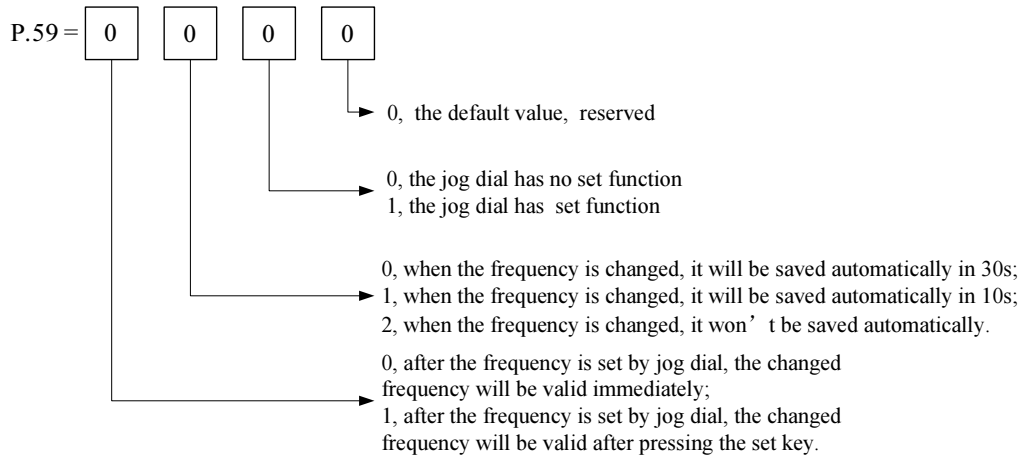 P.59 = 0 0 0 0
0, the default value, reserved
0, the jog dial has no set function
1, the jog dial has set function
0, when the frequency is changed, it will be saved automatically in 30s;
1, when the frequency is changed, it will be saved automatically in 10s;
2, when the frequency is changed, it won’t be saved automatically.
0, after the frequency is set by jog dial, the changed
frequency will be valid immediately;
1, after the frequency is set by jog dial, the changed
frequency will be valid after pressing the set key.